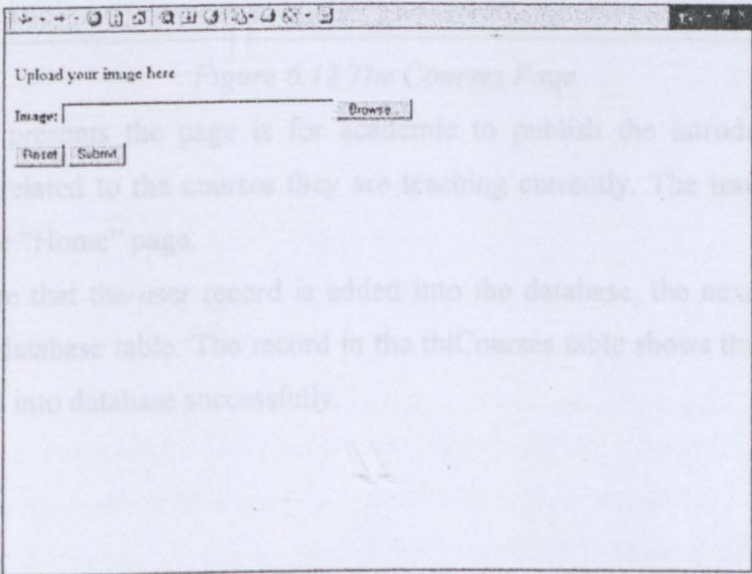 Upload your image here
Figure 6.12 The Courses Page
Image: Browse...
presents the page is for academic to publish the introd
Reset Submit
related to the courses they are teaching currently. The
"Home" page.
that the user record is added into the database, the next
database table. The record in the tblCourses table shows
into database successfully.